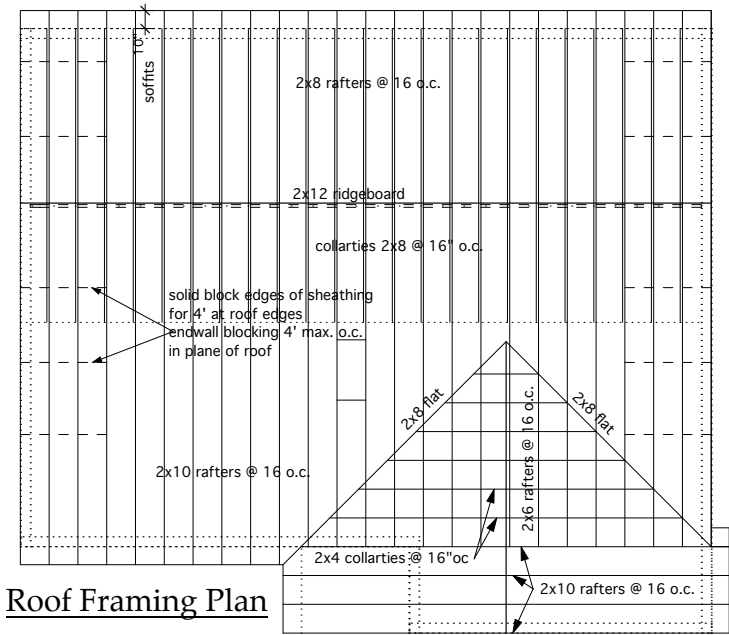 10"
soffits
2x8 rafters @ 16 o.c.
2x12 ridgeboard
collarties 2x8 @ 16" o.c.
solid block edges of sheathing
for 4' at roof edges
endwall blocking 4' max. o.c.
in plane of roof
2x8 flat
2x8 flat
2x6 rafters @ 16 o.c.
2x10 rafters @ 16 o.c.
2x4 collarties @ 16"oc
2x10 rafters @ 16 o.c.
Roof Framing Plan